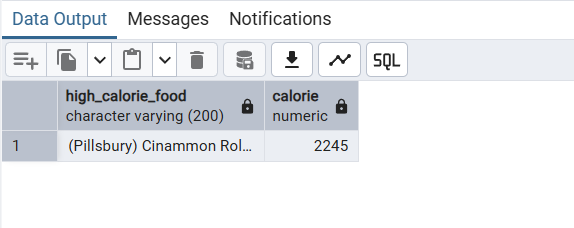 Data Output Messages Notifications
SQL
high_calorie_food calorie
character varying (200) numeric
1 (Pillsbury) Cinammon Rol... 2245